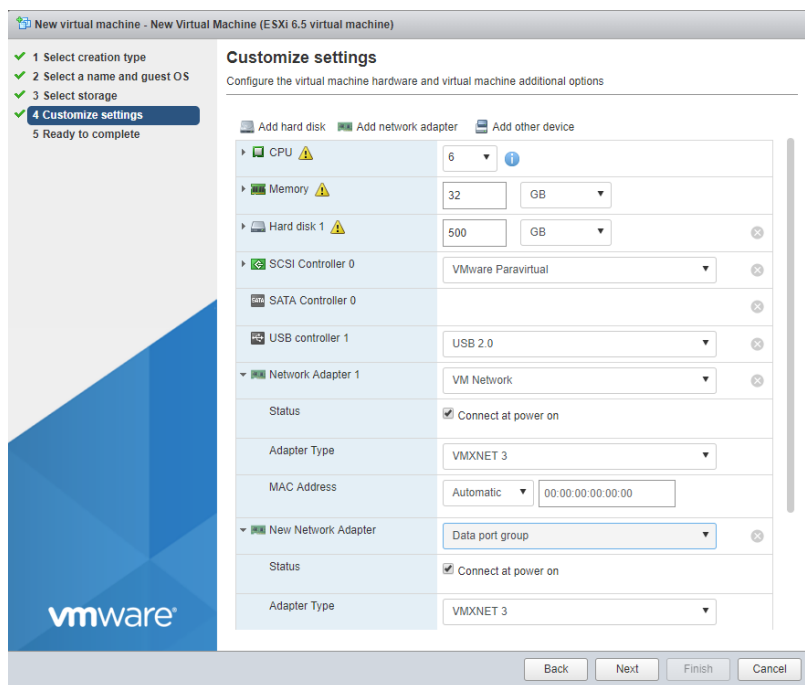 New virtual machine - New Virtual Machine (ESXi 6.5 virtual machine)
1 Select creation type
2 Select a name and guest OS
3 Select storage
4 Customize settings
5 Ready to complete
Customize settings
Configure the virtual machine hardware and virtual machine additional options
Add hard disk Add network adapter Add other device
CPU 6
Memory 32 GB
Hard disk 1 500 GB
SCSI Controller 0 VMware Paravirtual
SATA SATA Controller 0
USB controller 1 USB 2.0
Network Adapter 1 VM Network
Status Connect at power on
Adapter Type VMXNET 3
MAC Address Automatic 00:00:00:00:00:00
New Network Adapter Data port group
Status Connect at power on
Adapter Type VMXNET 3
vmware®
Back Next Finish Cancel